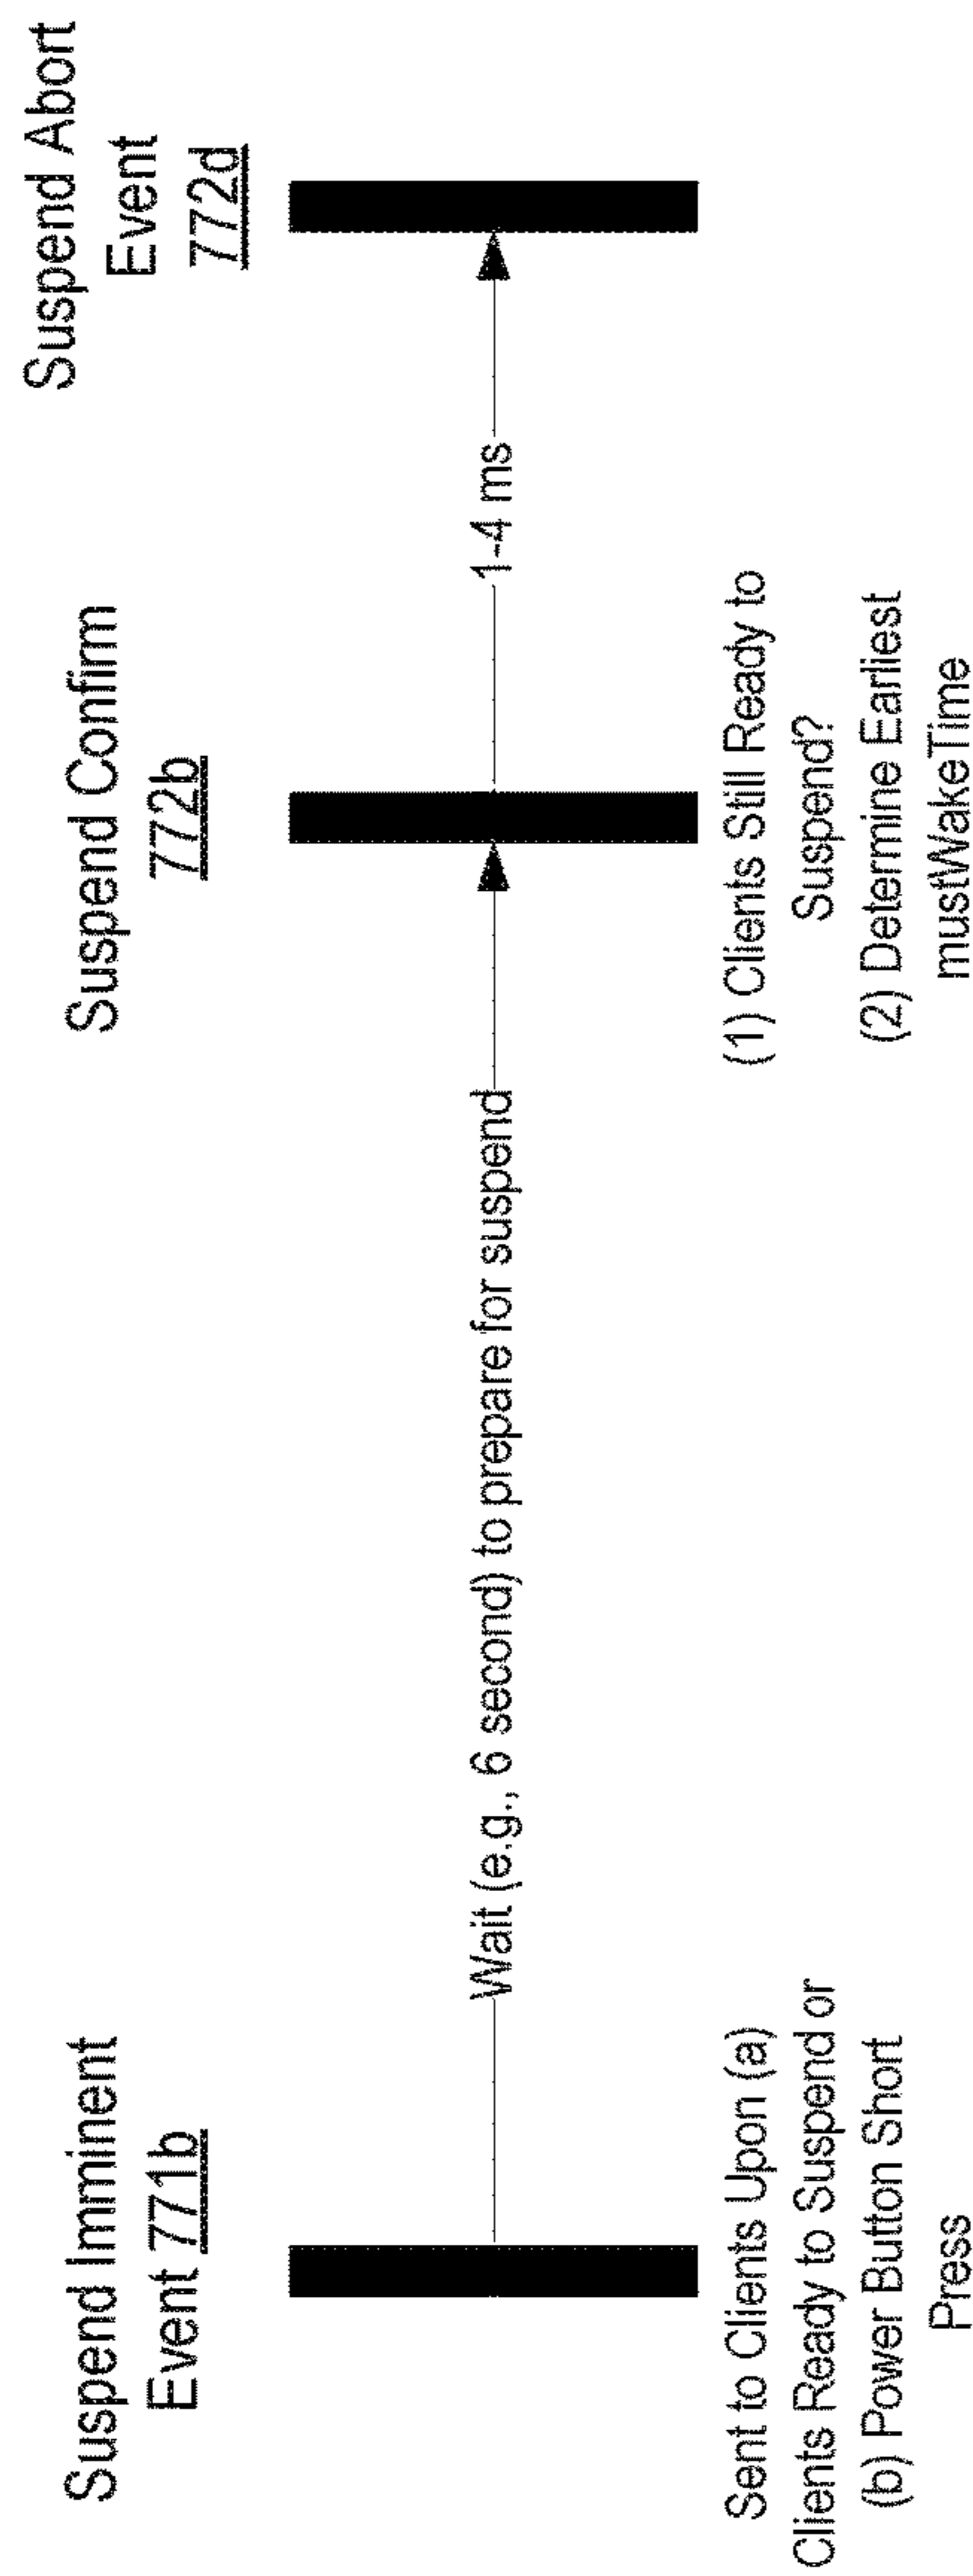 Suspend Imminent
Event 771b
Suspend Confirm
772b
Suspend Abort
Event
772d
Wait (e.g., 6 second) to prepare for suspend
1-4 ms
Sent to Clients Upon (a)
Clients Ready to Suspend or
(b) Power Button Short
Press
(1) Clients Still Ready to
Suspend?
(2) Determine Earliest
mustWakeTime